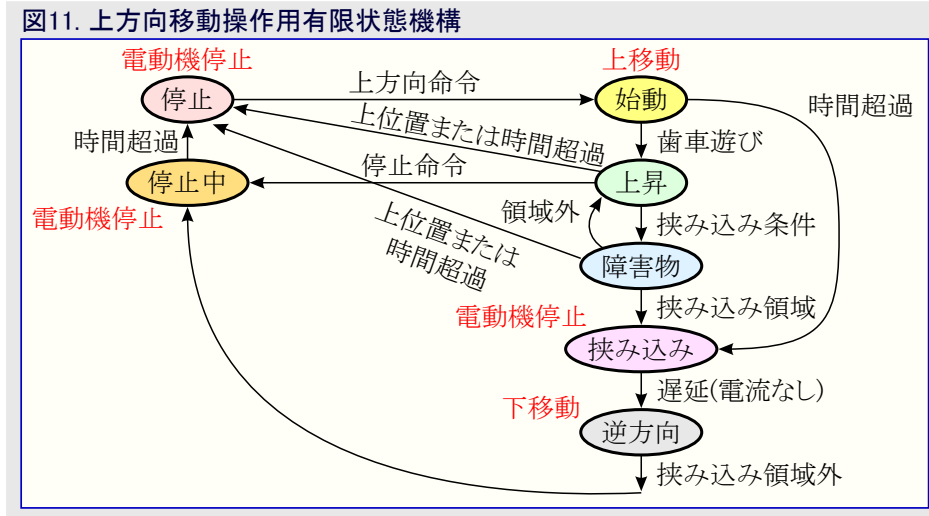 図11. 上方向移動操作用有限状態機構
電動機停止
上移動
停止
上方向命令
始動
時間超過
上位置または時間超過
歯車遊び
時間超過
停止中
停止命令
上昇
電動機停止
領域外
挟み込み条件
上位置または
時間超過
障害物
電動機停止
挟み込み領域
挟み込み
遅延(電流なし)
下移動
逆方向
挟み込み領域外